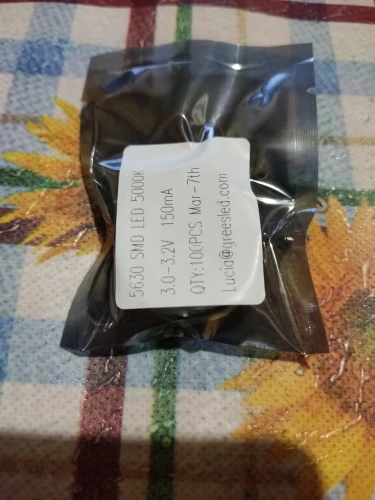 5630 SMD LED 5000K
3.0-3.2V 150mA
QTY:100PCS Mar-7th
Lucia@greesled.com